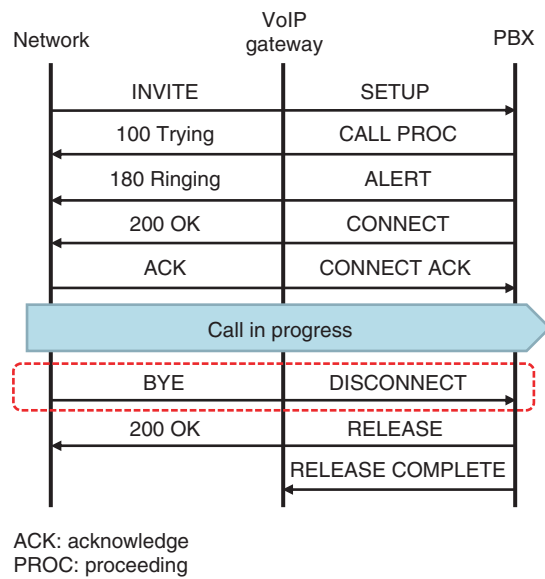 Network
VoIP
gateway
PBX
INVITE
SETUP
100 Trying
CALL PROC
180 Ringing
ALERT
200 OK
CONNECT
ACK
CONNECT ACK
Call in progress
BYE
DISCONNECT
200 OK
RELEASE
RELEASE COMPLETE
ACK: acknowledge
PROC: proceeding